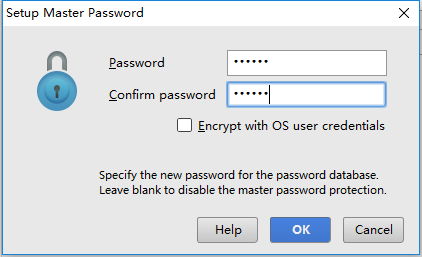 Setup Master Password
Password ••••••
Confirm password ••••••
Encrypt with OS user credentials
Specify the new password for the password database.
Leave blank to disable the master password protection.
Help OK Cancel